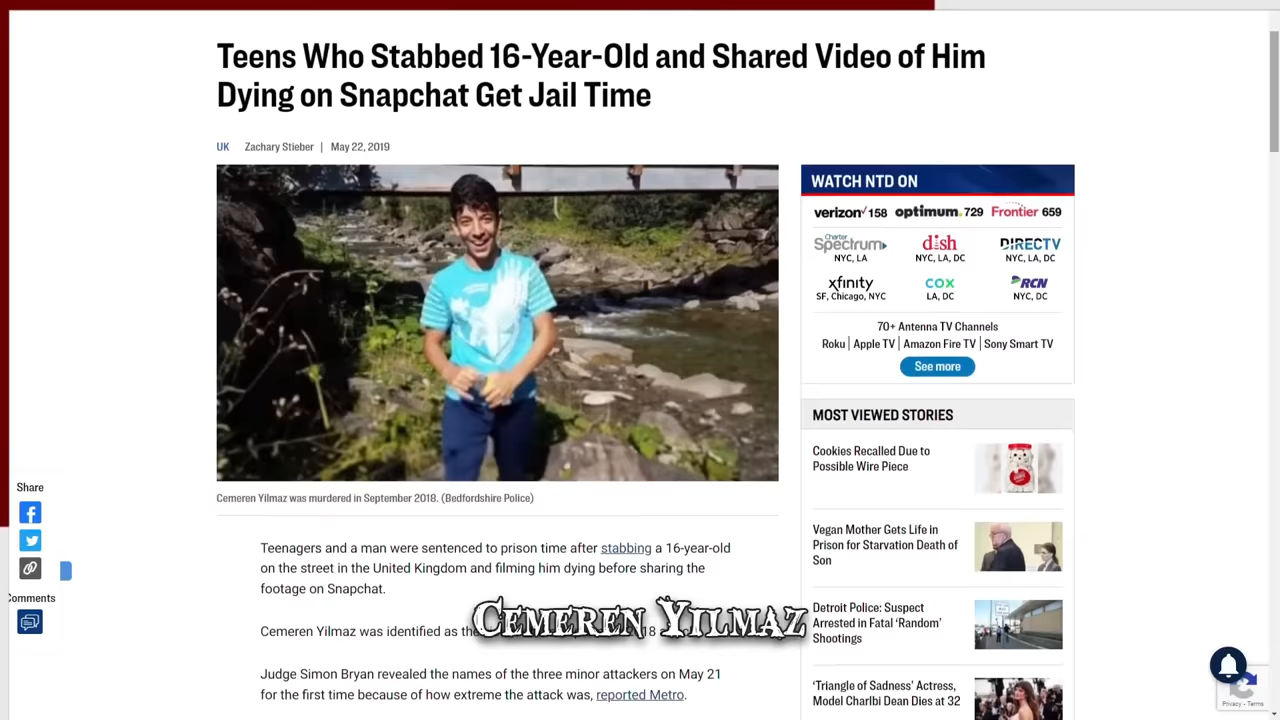 Teens Who Stabbed 16-Year-Old and Shared Video of Him
Dying on Snapchat Get Jail Time
UK Zachary Stieber | May 22, 2019
Cemeren Yilmaz was murdered in September 2018. (Bedfordshire Police)
Teenagers and a man were sentenced to prison time after stabbing a 16-year-old
on the street in the United Kingdom and filming him dying before sharing the
footage on Snapchat.
Cemeren Yilmaz was identified as
Cemeren Yilmaz
Judge Simon Bryan revealed the names of the three minor attackers on May 21
for the first time because of how extreme the attack was, reported Metro.
Share
Comments
WATCH NTD ON
verizon 158 optimum. 729 Frontier 659
Charter
Spectrum dish DIRECTV
NYC, LA NYC, LA, DC NYC, LA, DC
xfinity COX RCN
SF, Chicago, NYC LA, DC NYC, DC
70+ Antenna TV Channels
Roku | Apple TV | Amazon Fire TV | Sony Smart TV
See more
MOST VIEWED STORIES
Cookies Recalled Due to
Possible Wire Piece
Vegan Mother Gets Life in
Prison for Starvation Death of
Son
Detroit Police: Suspect
Arrested in Fatal ‘Random’
Shootings
‘Triangle of Sadness’ Actress,
Model Charlbi Dean Dies at 32
Privacy - Terms